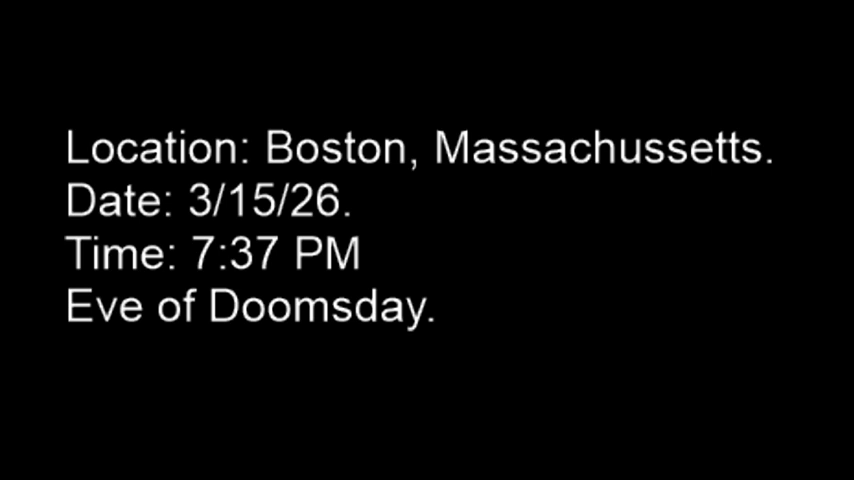 Location: Boston, Massachussetts.
Date: 3/15/26.
Time: 7:37 PM
Eve of Doomsday.